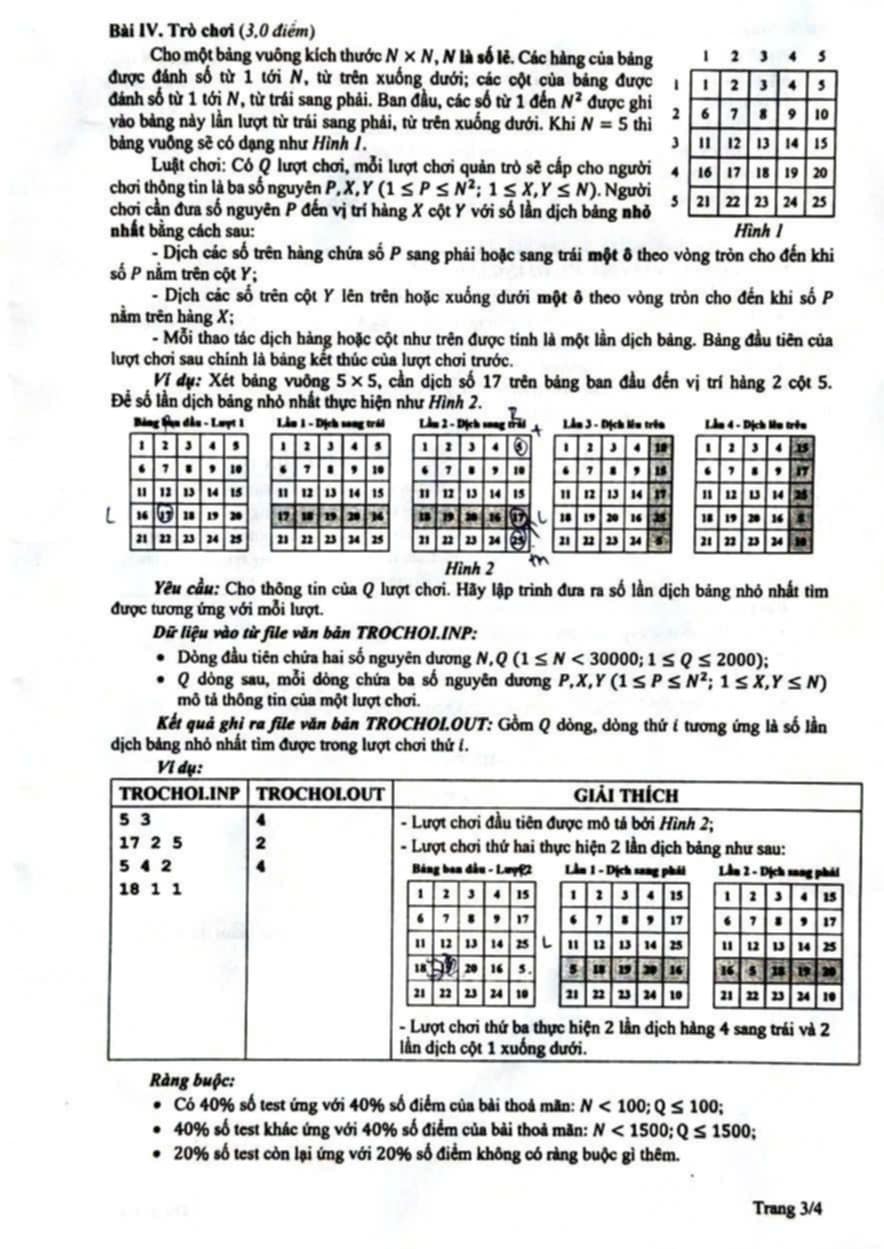 Bài IV. Trò chơi (3,0 điểm)
Cho một bảng vuông kích thước N × N, N là số lẻ. Các hàng của bảng
được đánh số từ 1 tới N, từ trên xuống dưới; các cột của bảng được
đánh số từ 1 tới N, từ trái sang phải. Ban đầu, các số từ 1 đến N² được ghi
vào bảng này lần lượt từ trái sang phải, từ trên xuống dưới. Khi N = 5 thì
bảng vuông sẽ có dạng như Hình 1.
Luật chơi: Có Q lượt chơi, mỗi lượt chơi quản trò sẽ cấp cho người
chơi thông tin là ba số nguyên P, X, Y (1 ≤ P ≤ N²; 1 ≤ X, Y ≤ N). Người
chơi cần đưa số nguyên P đến vị trí hàng X cột Y với số lần dịch bảng nhỏ
nhất bằng cách sau:
1 2 3 4 5
1 1 2 3 4 5
2 6 7 8 9 10
3 11 12 13 14 15
4 16 17 18 19 20
5 21 22 23 24 25
Hình 1
- Dịch các số trên hàng chứa số P sang phải hoặc sang trái một ô theo vòng tròn cho đến khi
số P nằm trên cột Y;
- Dịch các số trên cột Y lên trên hoặc xuống dưới một ô theo vòng tròn cho đến khi số P
nằm trên hàng X;
- Mỗi thao tác dịch hàng hoặc cột như trên được tính là một lần dịch bảng. Bảng đầu tiên của
lượt chơi sau chính là bảng kết thúc của lượt chơi trước.
Ví dụ: Xét bảng vuông 5 × 5, cần dịch số 17 trên bảng ban đầu đến vị trí hàng 2 cột 5.
Để số lần dịch bảng nhỏ nhất thực hiện như Hình 2.
Bảng ban đầu - Lượt 1 Lần 1 - Dịch sang trái Lần 2 - Dịch sang trái Lần 3 - Dịch lên trên Lần 4 - Dịch lên trên
1 2 3 4 5 1 2 3 4 5 1 2 3 4 5 1 2 3 4 10 1 2 3 4 15
6 7 8 9 10 6 7 8 9 10 6 7 8 9 10 6 7 8 9 15 6 7 8 9 17
11 12 13 14 15 11 12 13 14 15 11 12 13 14 15 11 12 13 14 17 11 12 13 14 25
L 16 17 18 19 20 17 18 19 20 16 18 19 20 16 17 L 18 19 20 16 25 18 19 20 16 5
21 22 23 24 25 21 22 23 24 25 21 22 23 24 25 21 22 23 24 5 21 22 23 24 10
Hình 2
Yêu cầu: Cho thông tin của Q lượt chơi. Hãy lập trình đưa ra số lần dịch bảng nhỏ nhất tìm
được tương ứng với mỗi lượt.
Dữ liệu vào từ file văn bản TROCHOI.INP:
• Dòng đầu tiên chứa hai số nguyên dương N, Q (1 ≤ N < 30000; 1 ≤ Q ≤ 2000);
• Q dòng sau, mỗi dòng chứa ba số nguyên dương P, X, Y (1 ≤ P ≤ N²; 1 ≤ X, Y ≤ N)
mô tả thông tin của một lượt chơi.
Kết quả ghi ra file văn bản TROCHOI.OUT: Gồm Q dòng, dòng thứ i tương ứng là số lần
dịch bảng nhỏ nhất tìm được trong lượt chơi thứ i.
Ví dụ:
TROCHOI.INP TROCHOI.OUT GIẢI THÍCH
5 3
17 2 5
5 4 2
18 1 1
4
2
4
- Lượt chơi đầu tiên được mô tả bởi Hình 2;
- Lượt chơi thứ hai thực hiện 2 lần dịch bảng như sau:
Bảng ban đầu - Lượt 2 Lần 1 - Dịch sang phải Lần 2 - Dịch sang phải
1 2 3 4 15 1 2 3 4 15 1 2 3 4 15
6 7 8 9 17 6 7 8 9 17 6 7 8 9 17
11 12 13 14 25 L 11 12 13 14 25 11 12 13 14 25
18 19 20 16 5 5 18 19 20 16 16 5 18 19 20
21 22 23 24 10 21 22 23 24 10 21 22 23 24 10
- Lượt chơi thứ ba thực hiện 2 lần dịch hàng 4 sang trái và 2
lần dịch cột 1 xuống dưới.
Ràng buộc:
• Có 40% số test ứng với 40% số điểm của bài thoả mãn: N < 100; Q ≤ 100;
• 40% số test khác ứng với 40% số điểm của bài thoả mãn: N < 1500; Q ≤ 1500;
• 20% số test còn lại ứng với 20% số điểm không có ràng buộc gì thêm.
Trang 3/4